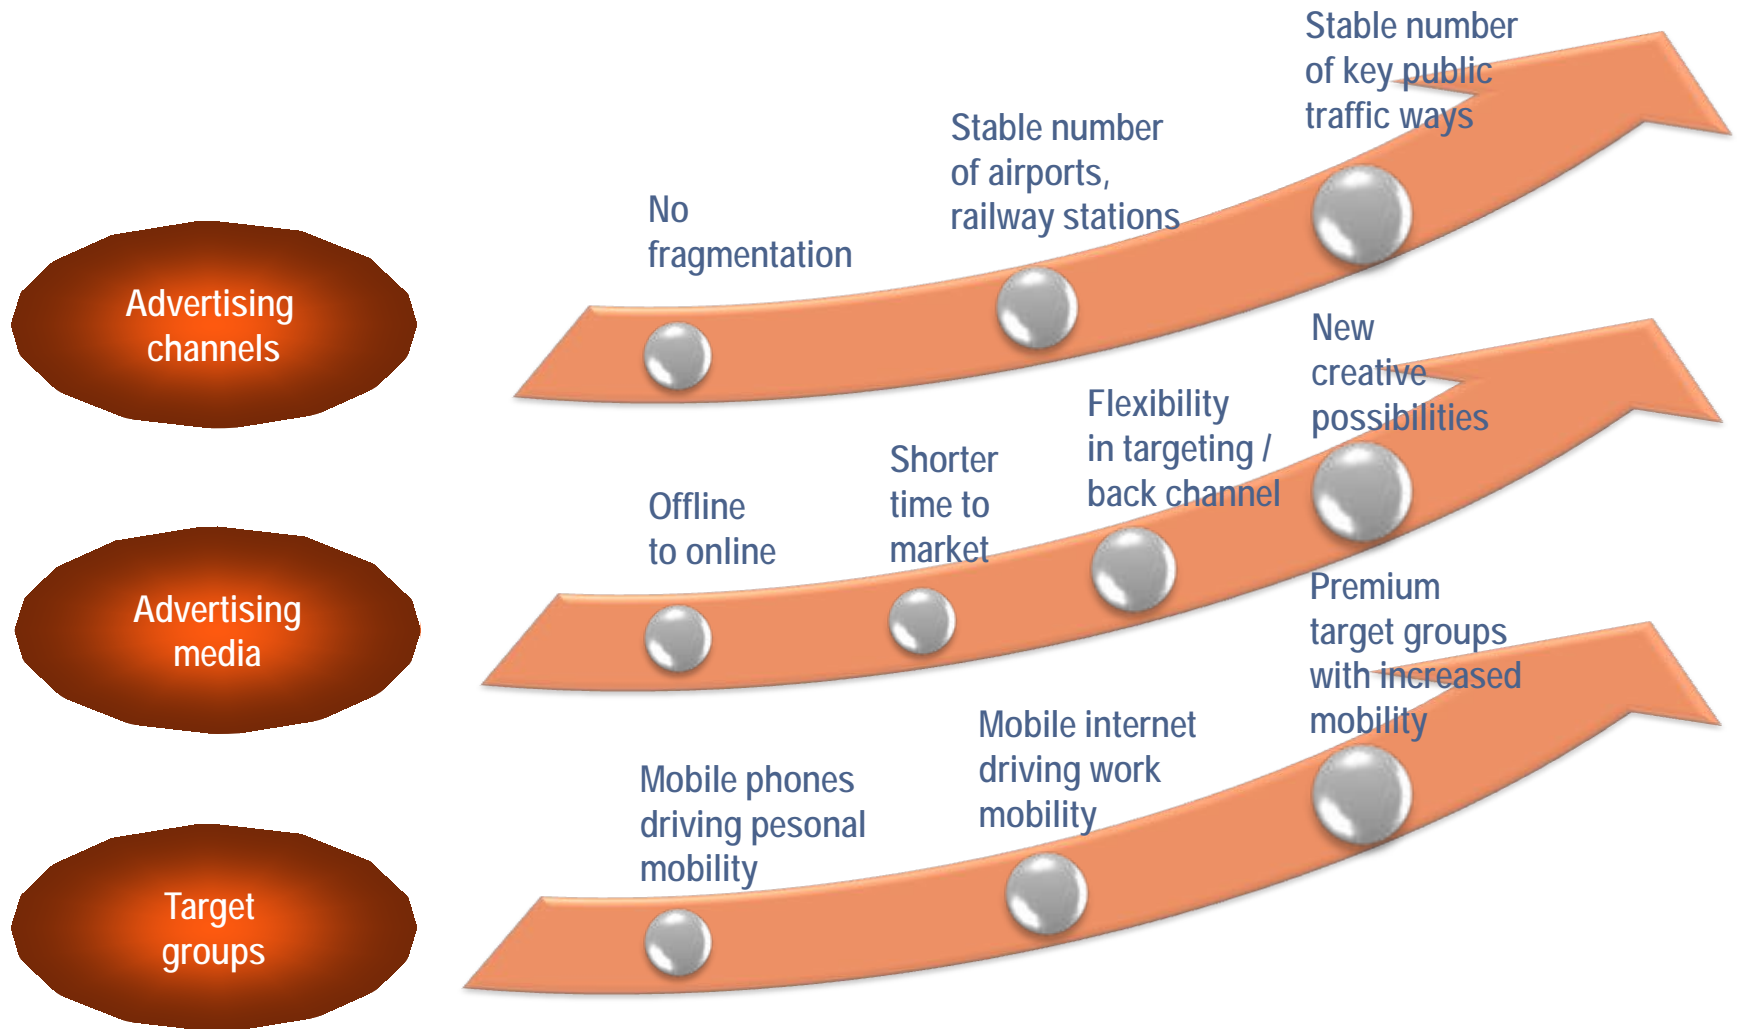 Advertising
channels
No
fragmentation
Stable number
of airports,
railway stations
Stable number
of key public
traffic ways
Advertising
media
Offline
to online
Shorter
time to
market
Flexibility
in targeting /
back channel
New
creative
possibilities
Target
groups
Mobile phones
driving pesonal
mobility
Mobile internet
driving work
mobility
Premium
target groups
with increased
mobility